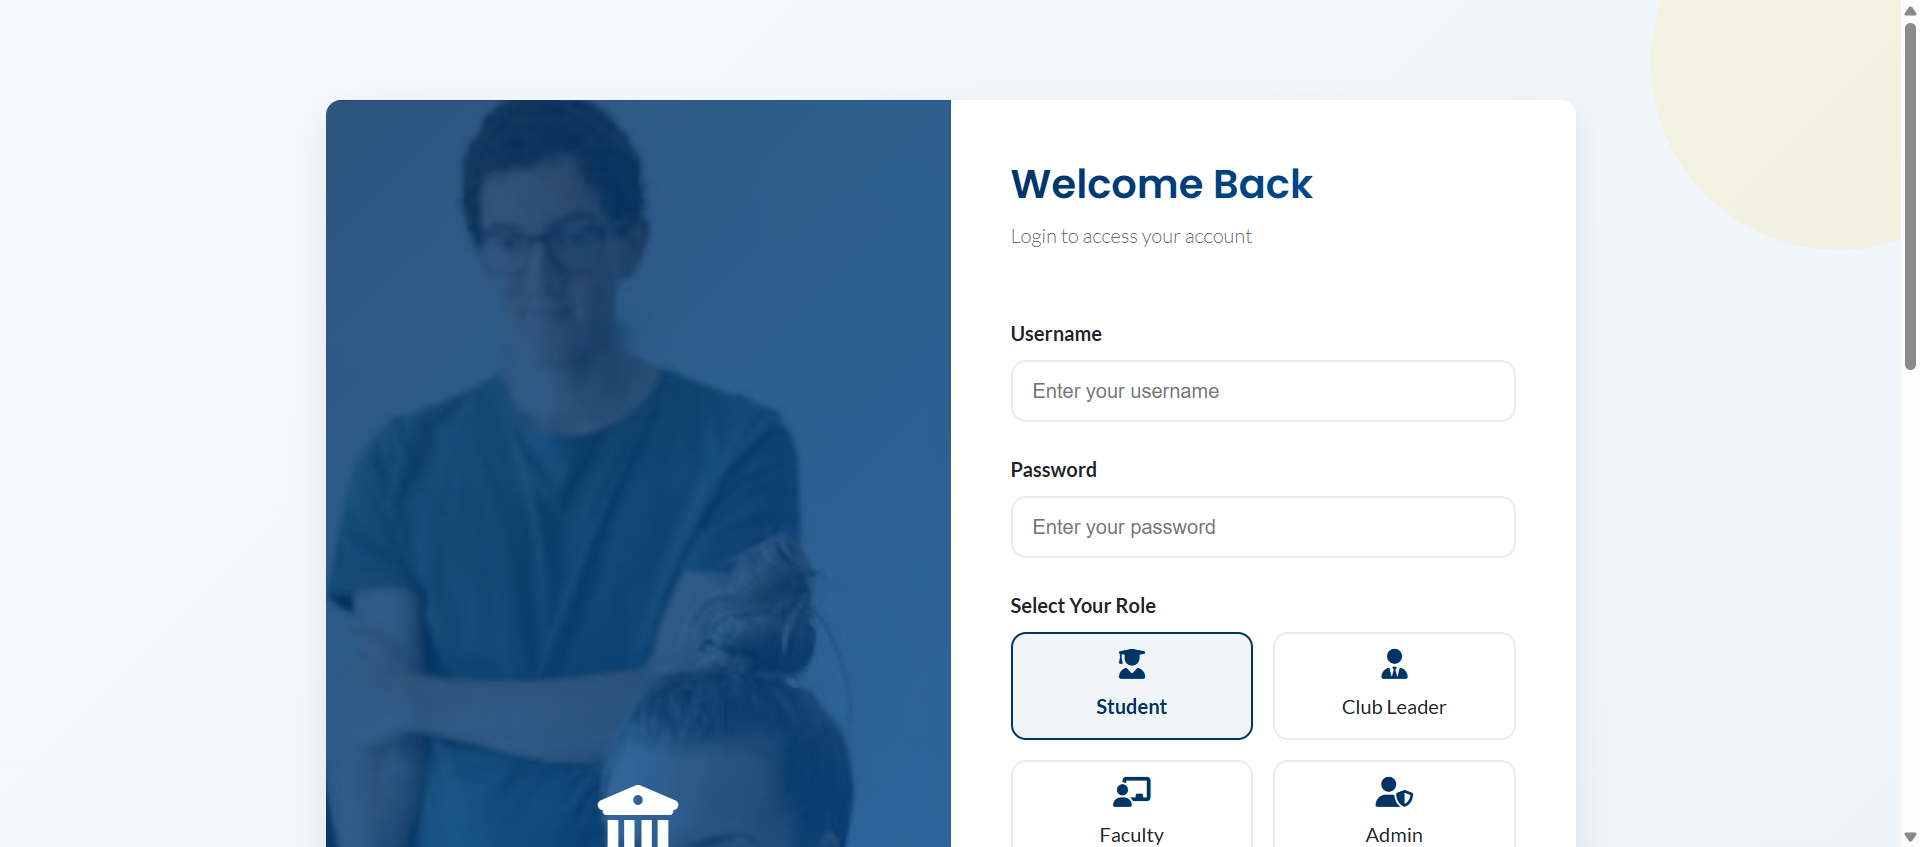 Welcome Back
Login to access your account
Username
Enter your username
Password
Enter your password
Select Your Role
Student
Club Leader
Faculty
Admin